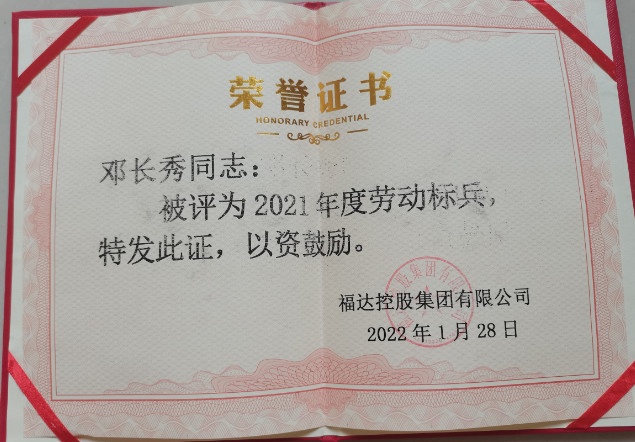 荣誉证书
HONORARY CREDENTIAL
邓长秀同志：
被评为2021年度劳动标兵，
特发此证，以资鼓励。
福达控股集团有限公司
2022年1月28日